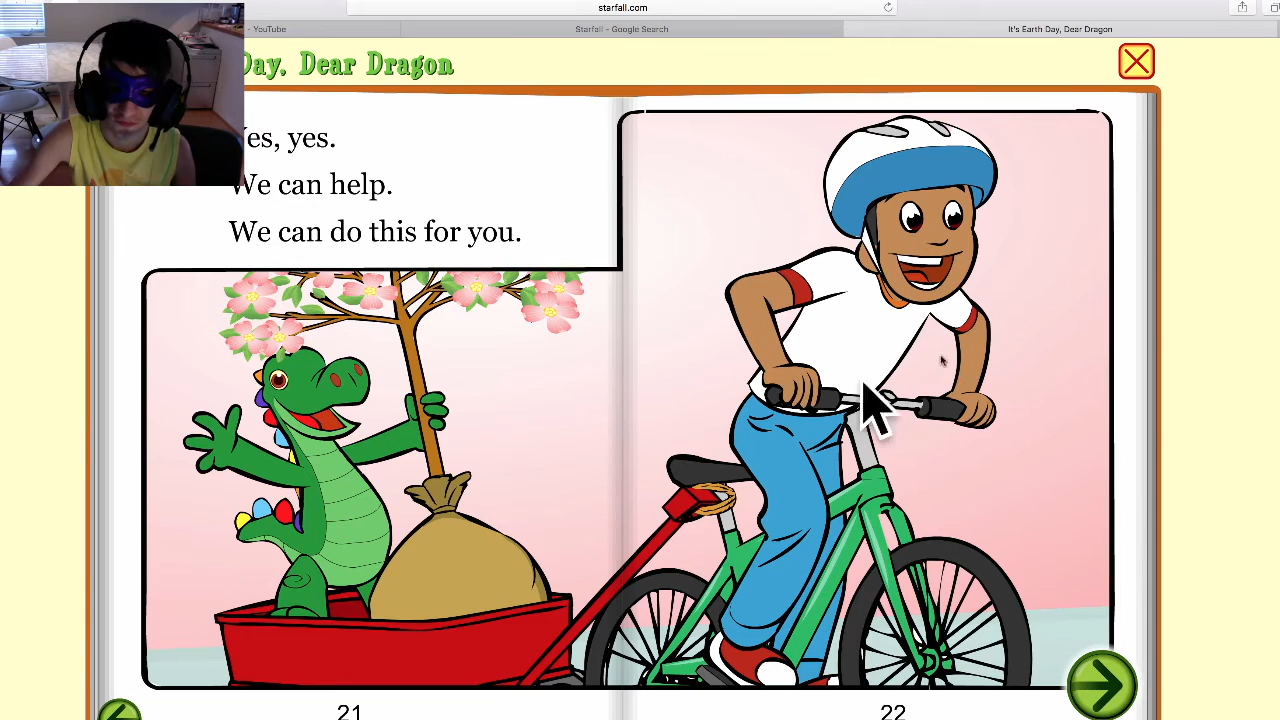 starfall.com
- YouTube
Starfall - Google Search
It's Earth Day, Dear Dragon
Day, Dear Dragon
Yes, yes.
We can help.
We can do this for you.
21
22